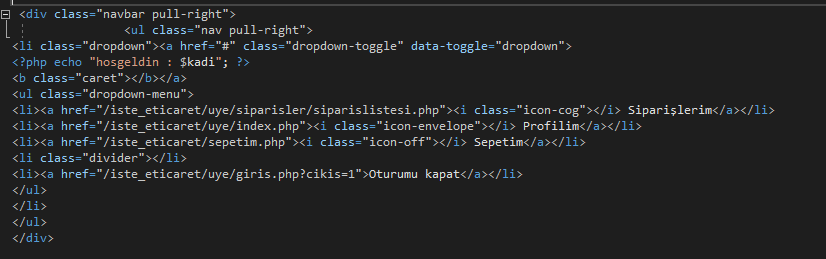 <div class="navbar pull-right">
<ul class="nav pull-right">
<li class="dropdown"><a href="#" class="dropdown-toggle" data-toggle="dropdown">
<?php echo "hosgeldin : $kadi"; ?>
<b class="caret"></b></a>
<ul class="dropdown-menu">
<li><a href="/iste_eticaret/uye/siparisler/siparislistesi.php"><i class="icon-cog"></i> Siparişlerim</a></li>
<li><a href="/iste_eticaret/uye/index.php"><i class="icon-envelope"></i> Profilim</a></li>
<li><a href="/iste_eticaret/sepetim.php"><i class="icon-off"></i> Sepetim</a></li>
<li class="divider"></li>
<li><a href="/iste_eticaret/uye/giris.php?cikis=1">Oturumu kapat</a></li>
</ul>
</li>
</ul>
</div>